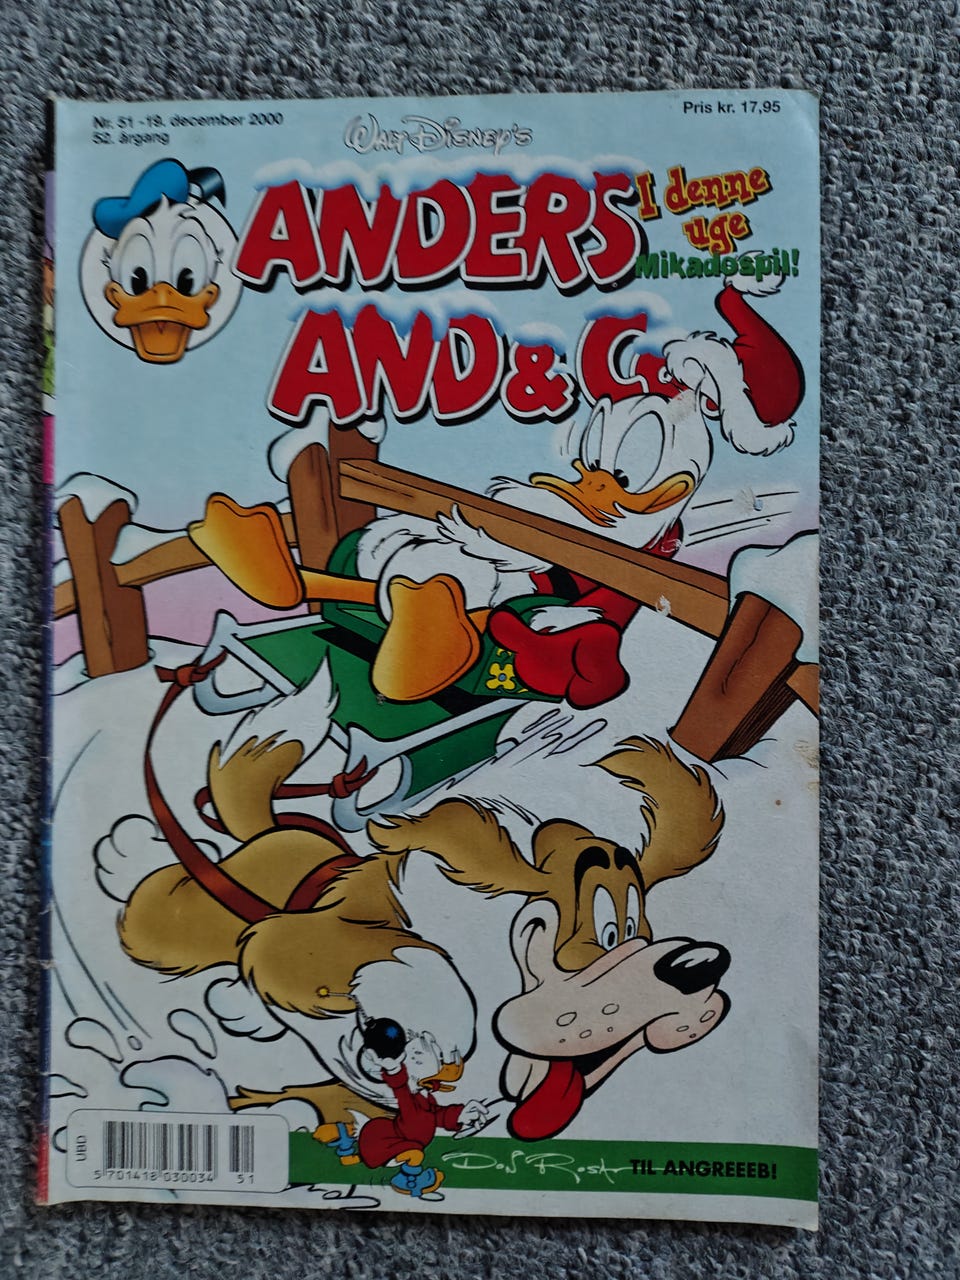 Nr. 51 - 19. december 2000
52. årgang
Pris kr. 17,95
WALT DISNEY'S
ANDERS
AND & Co.
I denne
uge
Mikadospil!
Don Rosa TIL ANGREEEB!
UBD
5 701418 030034 51